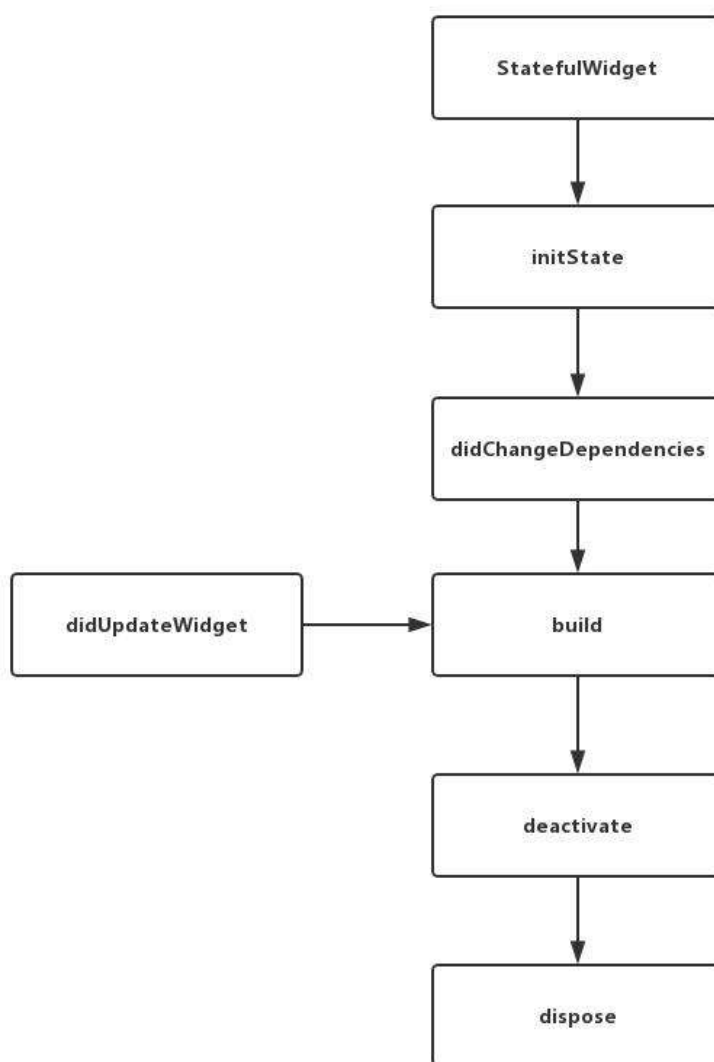 StatefulWidget
initState
didChangeDependencies
didUpdateWidget
build
deactivate
dispose